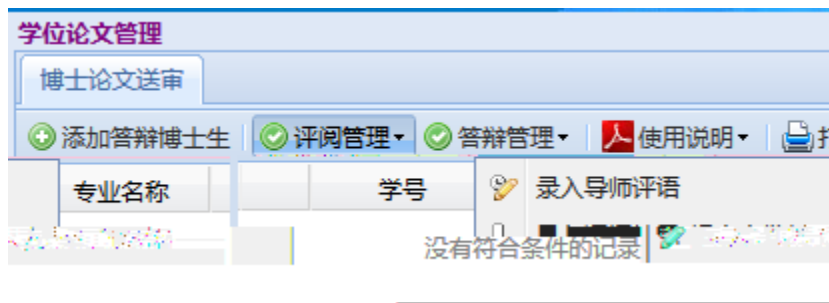 学位论文管理
博士论文送审
添加答辩博士生 评阅管理 答辩管理 使用说明
专业名称 学号 录入导师评语
没有符合条件的记录